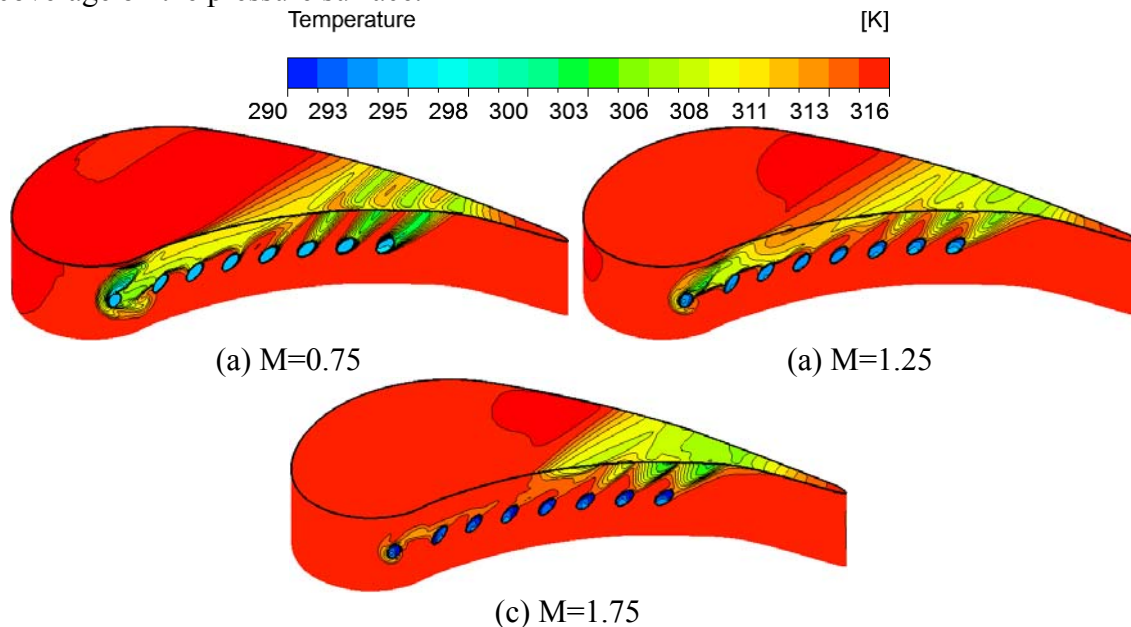 coverage on the pressure surface.
Temperature [K]
290 293 295 298 300 303 306 308 311 313 316
(a) M=0.75 (a) M=1.25
(c) M=1.75